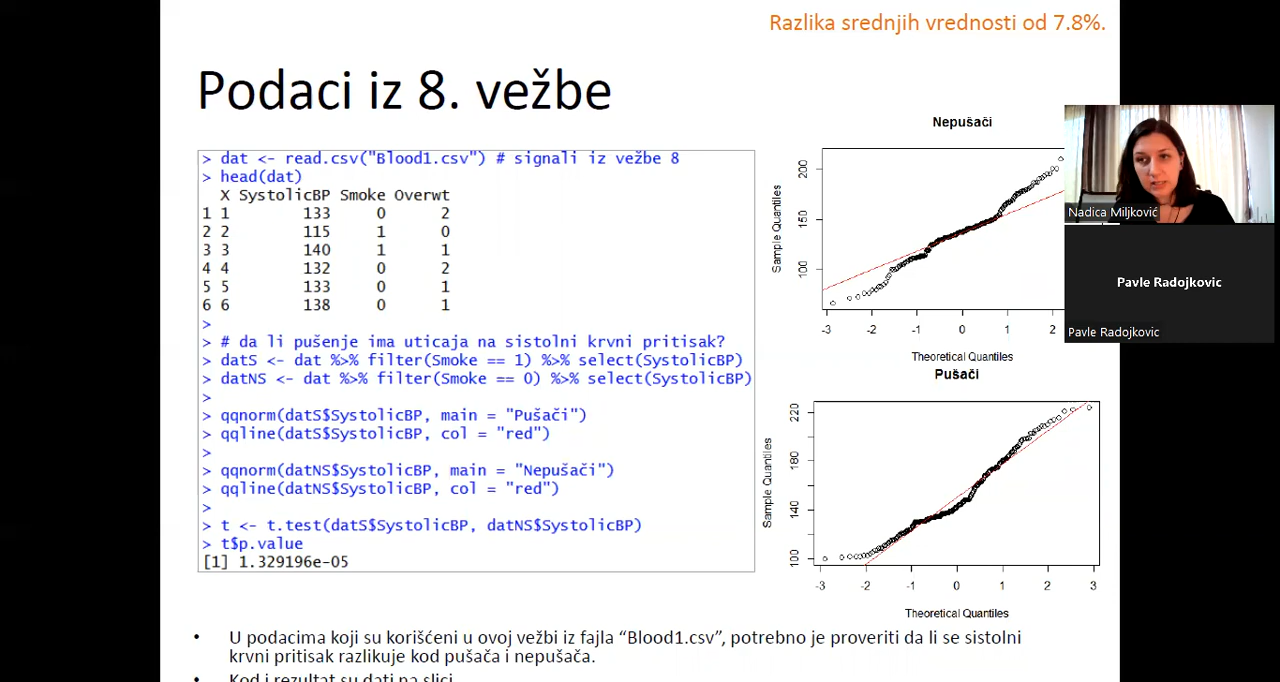 Razlika srednjih vrednosti od 7.8%.
Podaci iz 8. vežbe
> dat <- read.csv("Blood1.csv") # signali iz vežbe 8
> head(dat)
X SystolicBP Smoke Overwt
1 1 133 0 2
2 2 115 1 0
3 3 140 1 1
4 4 132 0 2
5 5 133 0 1
6 6 138 0 1
>
> # da li pušenje ima uticaja na sistolni krvni pritisak?
> datS <- dat %>% filter(Smoke == 1) %>% select(SystolicBP)
> datNS <- dat %>% filter(Smoke == 0) %>% select(SystolicBP)
>
> qqnorm(datS$SystolicBP, main = "Pušači")
> qqline(datS$SystolicBP, col = "red")
>
> qqnorm(datNS$SystolicBP, main = "Nepušači")
> qqline(datNS$SystolicBP, col = "red")
>
> t <- t.test(datS$SystolicBP, datNS$SystolicBP)
> t$p.value
[1] 1.329196e-05
Nepušači
Sample Quantiles
200
150
100
-3 -2 -1 0 1 2
Theoretical Quantiles
Pušači
Sample Quantiles
220
180
140
100
-3 -2 -1 0 1 2 3
Theoretical Quantiles
Nadica Miljković
Pavle Radojkovic
Pavle Radojkovic
• U podacima koji su korišćeni u ovoj vežbi iz fajla “Blood1.csv”, potrebno je proveriti da li se sistolni
krvni pritisak razlikuje kod pušača i nepušača.
• Kod i rezultat su dati na slici.